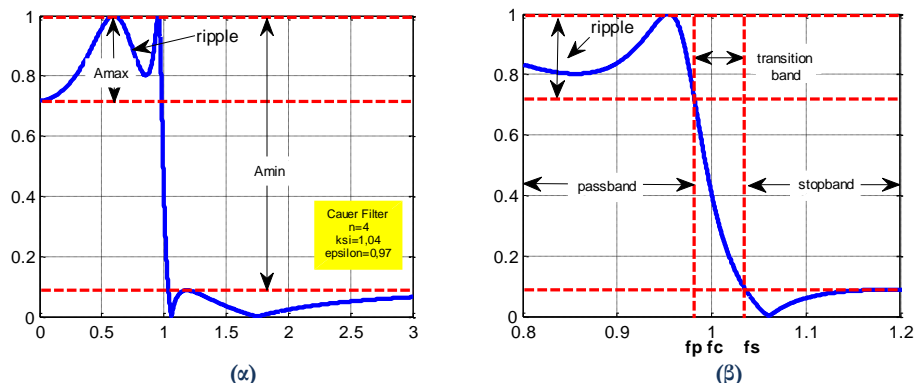 1
0.8
0.6
0.4
0.2
0
0
0.5
1
1.5
2
2.5
3
ripple
Amax
Amin
Cauer Filter
n=4
ksi=1,04
epsilon=0,97
(α)
1
0.8
0.6
0.4
0.2
0
0.8
0.9
1
1.1
1.2
ripple
transition
band
passband
stopband
fp fc fs
(β)